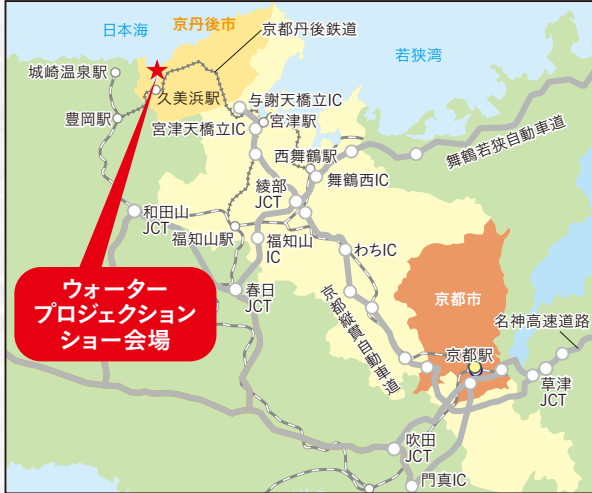 日本海
京丹後市
京都丹後鉄道
若狭湾
城崎温泉駅
久美浜駅
与謝天橋立IC
豊岡駅
宮津天橋立IC
宮津駅
西舞鶴駅
舞鶴若狭自動車道
舞鶴西IC
綾部
JCT
和田山
JCT
福知山駅
福知山
IC
わちIC
ウォーター
プロジェクション
ショー会場
春日
JCT
京都縦貫自動車道
京都市
名神高速道路
京都駅
草津
JCT
吹田
JCT
門真IC